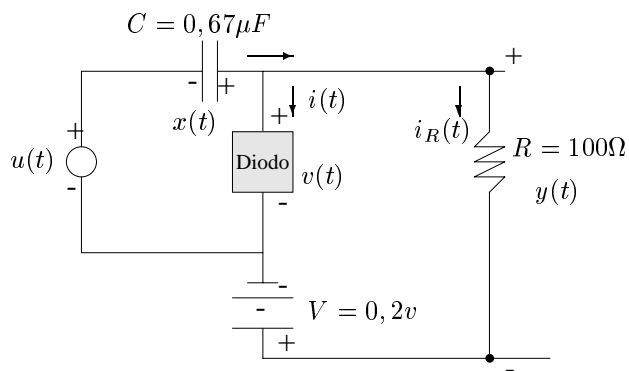 C = 0, 67μF
+
- +
i(t)
x(t)
+
i_R(t)
+
u(t)
Diodo
v(t)
R = 100Ω
y(t)
-
-
-
-
V = 0, 2v
+
-